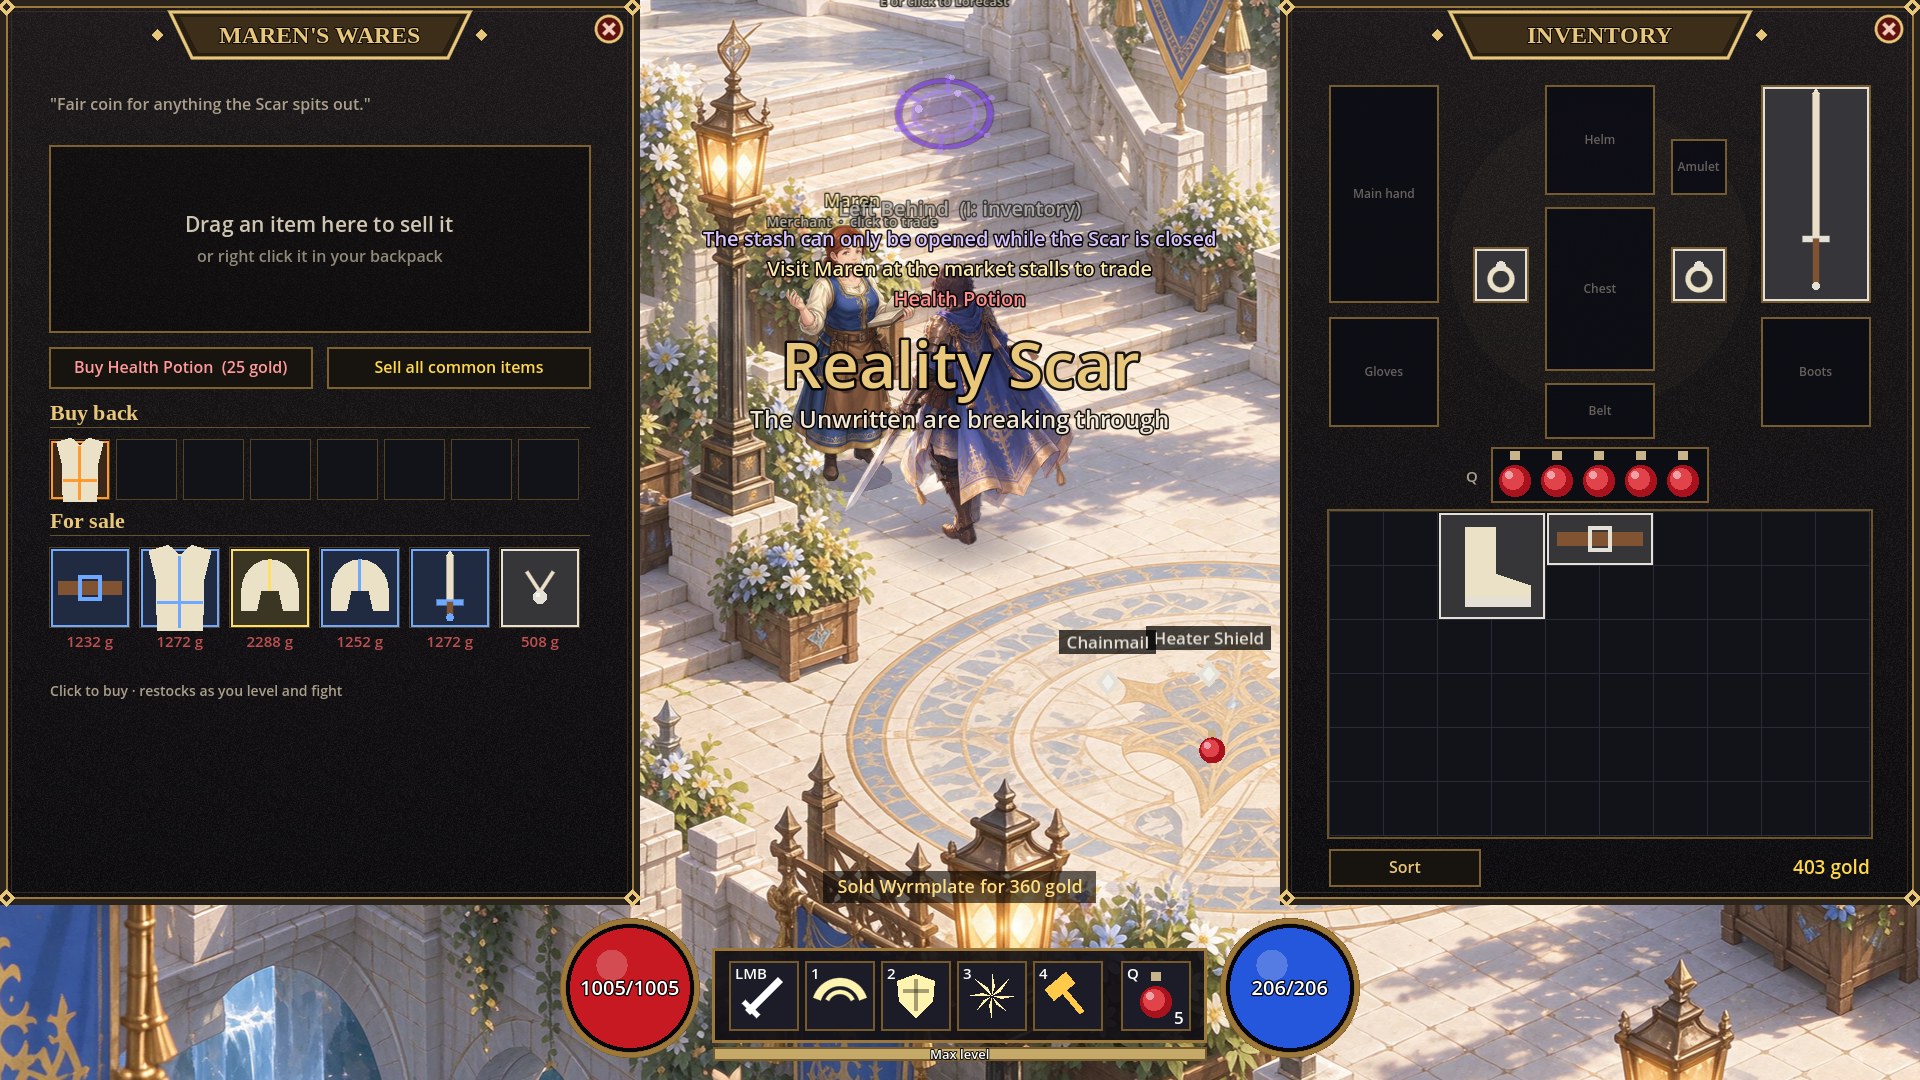 MAREN'S WARES
"Fair coin for anything the Scar spits out."
Drag an item here to sell it
or right click it in your backpack
Buy Health Potion (25 gold)
Sell all common items
Buy back
For sale
1232 g
1272 g
2288 g
1252 g
1272 g
508 g
Click to buy · restocks as you level and fight
E or click to
Maren
Merchant · click to trade
Left Behind (I: inventory)
The stash can only be opened while the Scar is closed
Visit Maren at the market stalls to trade
Health Potion
Reality Scar
The Unwritten are breaking through
Chainmail
Heater Shield
Sold Wyrmplate for 360 gold
1005/1005
LMB
1
2
3
4
Q
5
206/206
Max level
INVENTORY
Main hand
Helm
Amulet
Chest
Gloves
Belt
Boots
Q
Sort
403 gold